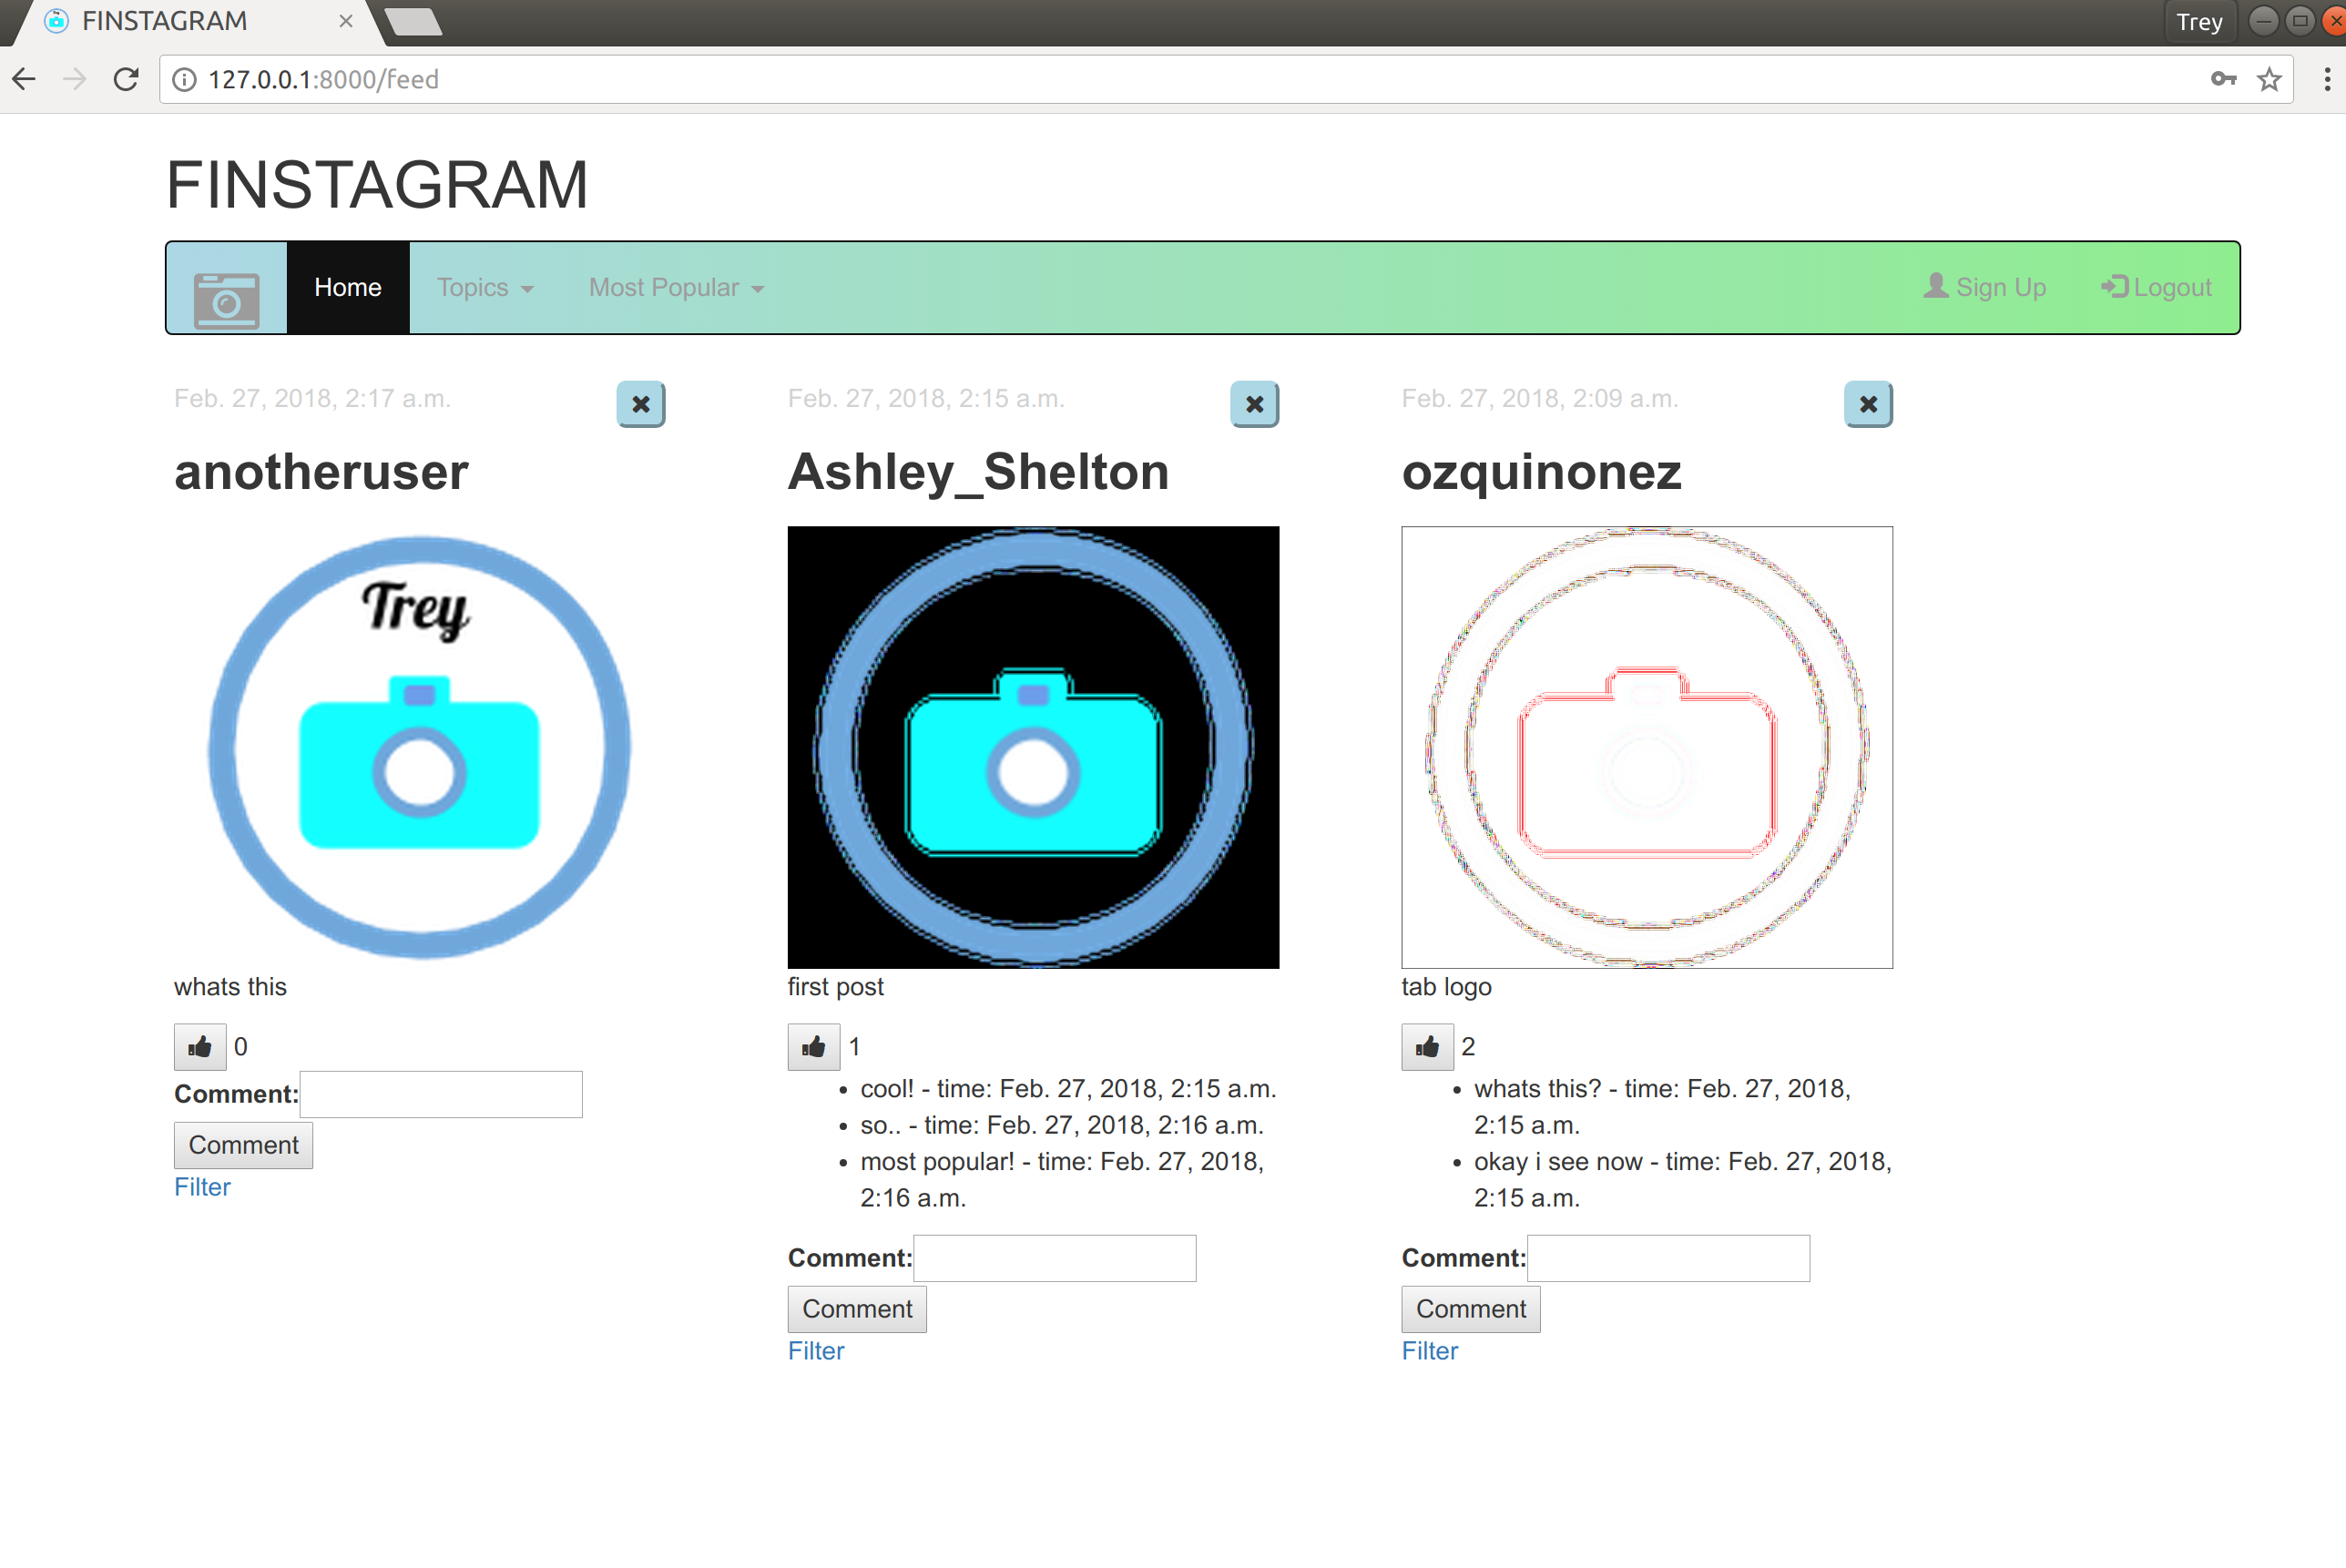 FINSTAGRAM
Trey
127.0.0.1:8000/feed
FINSTAGRAM
Home Topics Most Popular Sign Up Logout
Feb. 27, 2018, 2:17 a.m.
anotheruser
Trey
whats this
0
Comment:
Comment
Filter
Feb. 27, 2018, 2:15 a.m.
Ashley_Shelton
first post
1
cool! - time: Feb. 27, 2018, 2:15 a.m.
so.. - time: Feb. 27, 2018, 2:16 a.m.
most popular! - time: Feb. 27, 2018,
2:16 a.m.
Comment:
Comment
Filter
Feb. 27, 2018, 2:09 a.m.
ozquinonez
tab logo
2
whats this? - time: Feb. 27, 2018,
2:15 a.m.
okay i see now - time: Feb. 27, 2018,
2:15 a.m.
Comment:
Comment
Filter